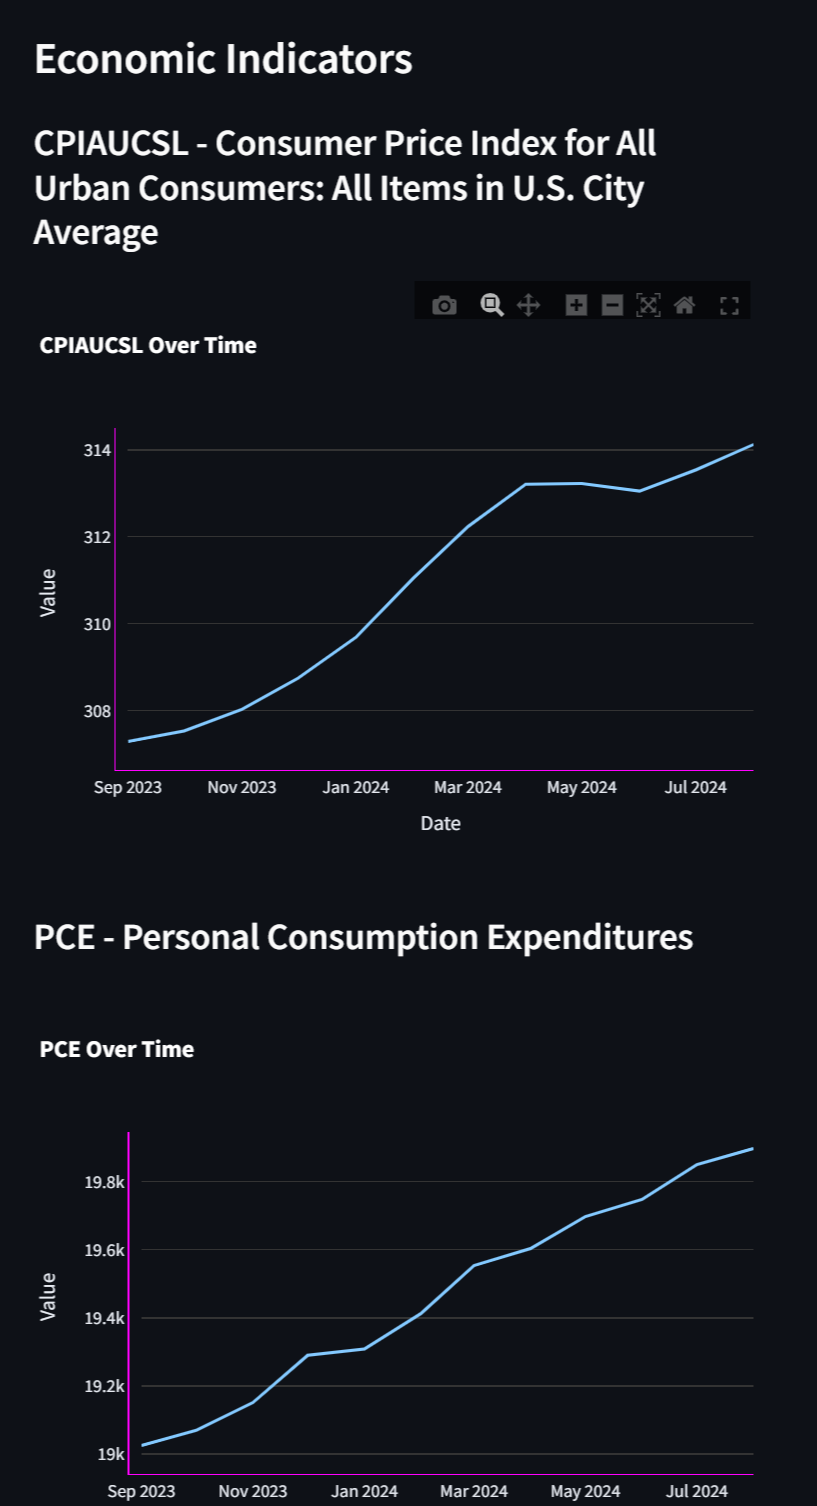 Economic Indicators
CPIAUCSL - Consumer Price Index for All
Urban Consumers: All Items in U.S. City
Average
CPIAUCSL Over Time
314
312
310
308
Value
Sep 2023 Nov 2023 Jan 2024 Mar 2024 May 2024 Jul 2024
Date
PCE - Personal Consumption Expenditures
PCE Over Time
19.8k
19.6k
19.4k
19.2k
19k
Value
Sep 2023 Nov 2023 Jan 2024 Mar 2024 May 2024 Jul 2024